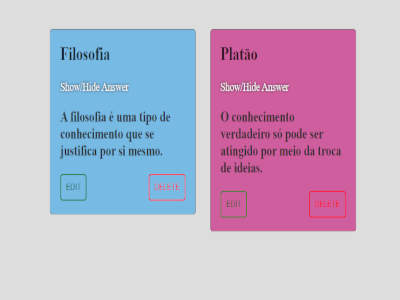 Filosofia
Show/Hide Answer
A filosofia é uma tipo de
conhecimento que se
justifica por si mesmo.
EDIT
DELETE
Platão
Show/Hide Answer
O conhecimento
verdadeiro só pode ser
atingido por meio da troca
de ideias.
EDIT
DELETE